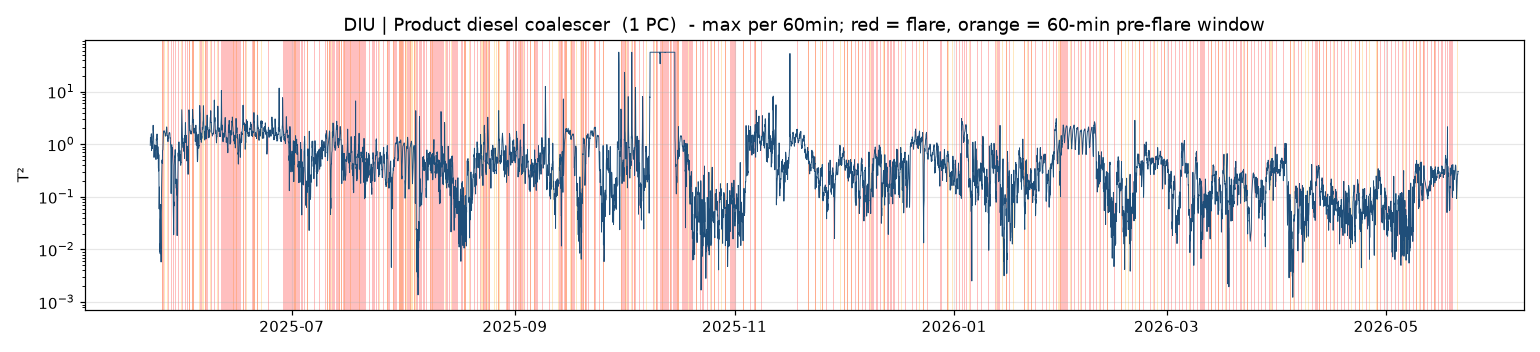 DIU | Product diesel coalescer  (1 PC)  - max per 60min; red = flare, orange = 60-min pre-flare window
T²
10¹
10⁰
10⁻¹
10⁻²
10⁻³
2025-07 2025-09 2025-11 2026-01 2026-03 2026-05